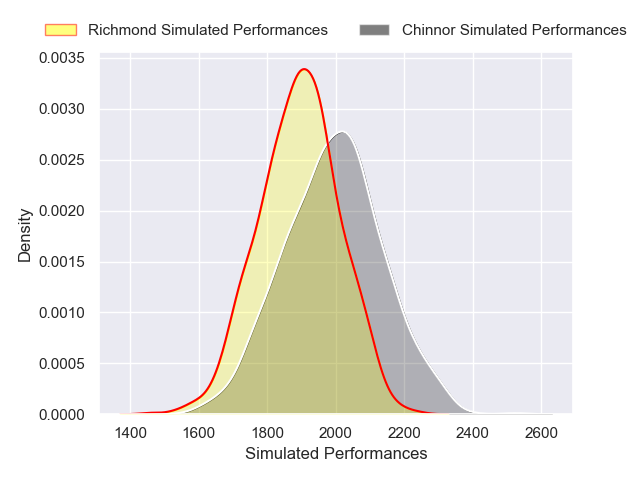 Richmond Simulated Performances Chinnor Simulated Performances
0.0035
0.0030
0.0025
0.0020
0.0015
0.0010
0.0005
0.0000
Density
1400 1600 1800 2000 2200 2400 2600
Simulated Performances